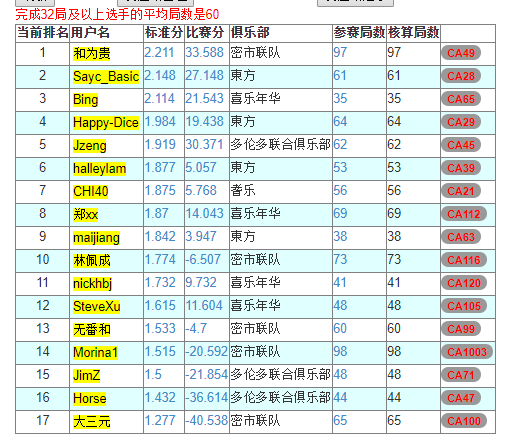 完成32局及以上选手的平均局数是60
当前排名 用户名 标准分 比赛分 俱乐部 参赛局数 核算局数
1 和为贵 2.211 33.588 密市联队 97 97 CA49
2 Sayc_Basic 2.148 27.148 東方 61 61 CA28
3 Bing 2.114 21.543 喜乐年华 35 35 CA65
4 Happy-Dice 1.984 19.438 東方 64 64 CA29
5 Jzeng 1.919 30.371 多伦多联合俱乐部 62 62 CA45
6 halleylam 1.877 5.057 東方 53 53 CA39
7 CHI40 1.875 5.768 耆乐 56 56 CA21
8 郑xx 1.87 14.043 喜乐年华 69 69 CA112
9 maijiang 1.842 3.947 東方 38 38 CA63
10 林佩成 1.774 -6.507 密市联队 73 73 CA116
11 nickhbj 1.732 9.732 喜乐年华 41 41 CA120
12 SteveXu 1.615 11.604 喜乐年华 48 48 CA105
13 无番和 1.533 -4.7 密市联队 60 60 CA99
14 Morina1 1.515 -20.592 密市联队 98 98 CA1003
15 JimZ 1.5 -21.854 多伦多联合俱乐部 48 48 CA71
16 Horse 1.432 -36.614 多伦多联合俱乐部 44 44 CA47
17 大三元 1.277 -40.538 密市联队 65 65 CA100